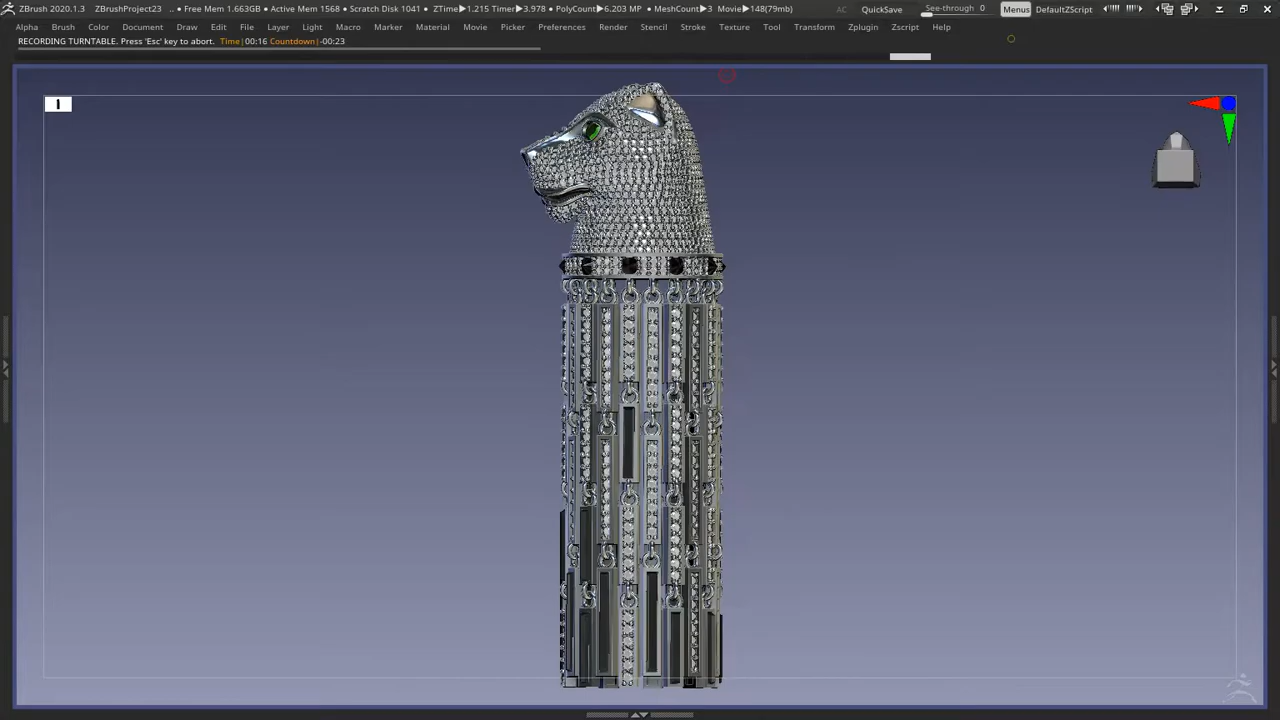 ZBrush 2020.1.3 ZBrushProject23 .. • Free Mem 1.663GB • Active Mem 1568 • Scratch Disk 1041 • ZTime▶1.215 Timer▶3.978 • PolyCount▶6.203 MP • MeshCount▶3 Movie▶148(79mb) AC QuickSave See-through 0 Menus DefaultZScript
Alpha Brush Color Document Draw Edit File Layer Light Macro Marker Material Movie Picker Preferences Render Stencil Stroke Texture Tool Transform Zplugin Zscript Help
RECORDING TURNTABLE. Press 'Esc' key to abort. Time|00:16 Countdown|-00:23
1